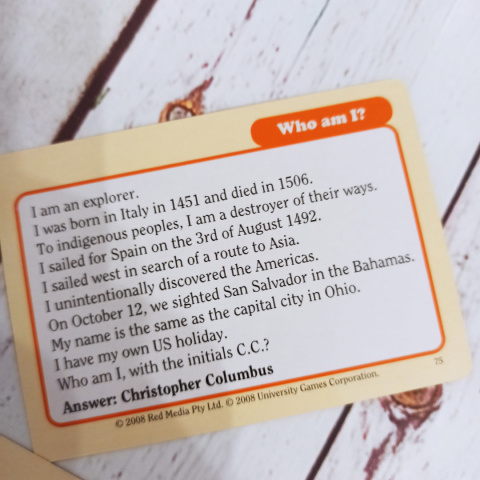 Who am I?
I am an explorer.
I was born in Italy in 1451 and died in 1506.
To indigenous peoples, I am a destroyer of their ways.
I sailed for Spain on the 3rd of August 1492.
I sailed west in search of a route to Asia.
I unintentionally discovered the Americas.
On October 12, we sighted San Salvador in the Bahamas.
My name is the same as the capital city in Ohio.
I have my own US holiday.
Who am I, with the initials C.C.?
Answer: Christopher Columbus
75
© 2008 Red Media Pty Ltd. © 2008 University Games Corporation.